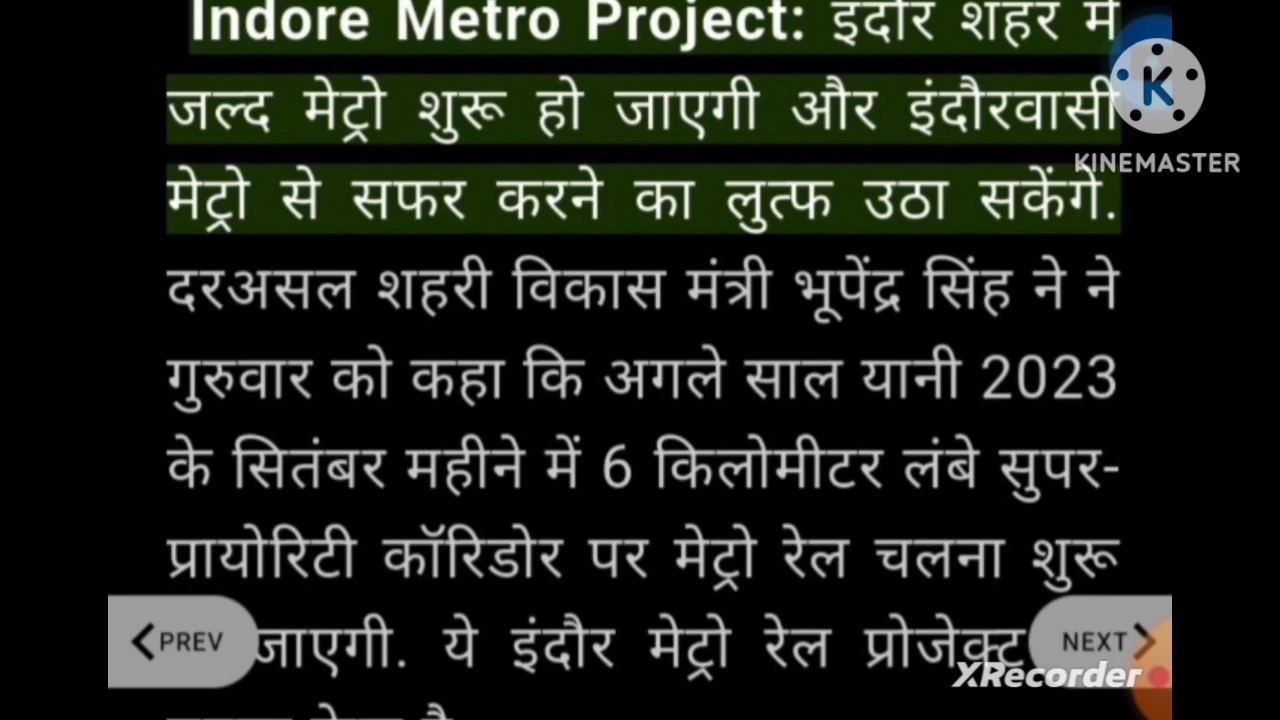 Indore Metro Project: इंदौर शहर में
जल्द मेट्रो शुरू हो जाएगी और इंदौरवासी
मेट्रो से सफर करने का लुत्फ उठा सकेंगे.
दरअसल शहरी विकास मंत्री भूपेंद्र सिंह ने ने
गुरुवार को कहा कि अगले साल यानी 2023
के सितंबर महीने में 6 किलोमीटर लंबे सुपर-
प्रायोरिटी कॉरिडोर पर मेट्रो रेल चलना शुरू
जाएगी. ये इंदौर मेट्रो रेल प्रोजेक्ट
K
KINEMASTER
PREV
NEXT
XRecorder